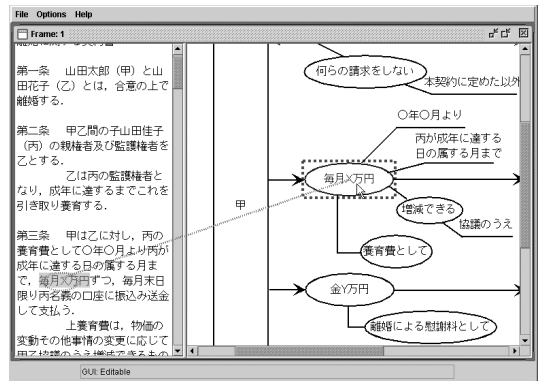 File Options Help
Frame: 1
第一条 山田太郎（甲）と山
田花子（乙）とは，合意の上で
離婚する．
第二条 甲乙間の子山田佳子
（丙）の親権者及び監護権者を
乙とする．
乙は丙の監護権者と
なり，成年に達するまでこれを
引き取り養育する．
第三条 甲は乙に対し，丙の
養育費として〇年〇月より丙が
成年に達する日の属する月ま
で，毎月X万円ずつ，毎月末日
限り丙名義の口座に振込み送金
して支払う．
上養育費は，物価の
変動その他事情の変更に応じて
甲乙協議のうえ増減できるもの
甲
何らの請求をしない
本契約に定めた以外
〇年〇月より
丙が成年に達する
日の属する月まで
毎月X万円
増減できる
協議のうえ
養育費として
金Y万円
離婚による慰謝料として
GUI: Editable